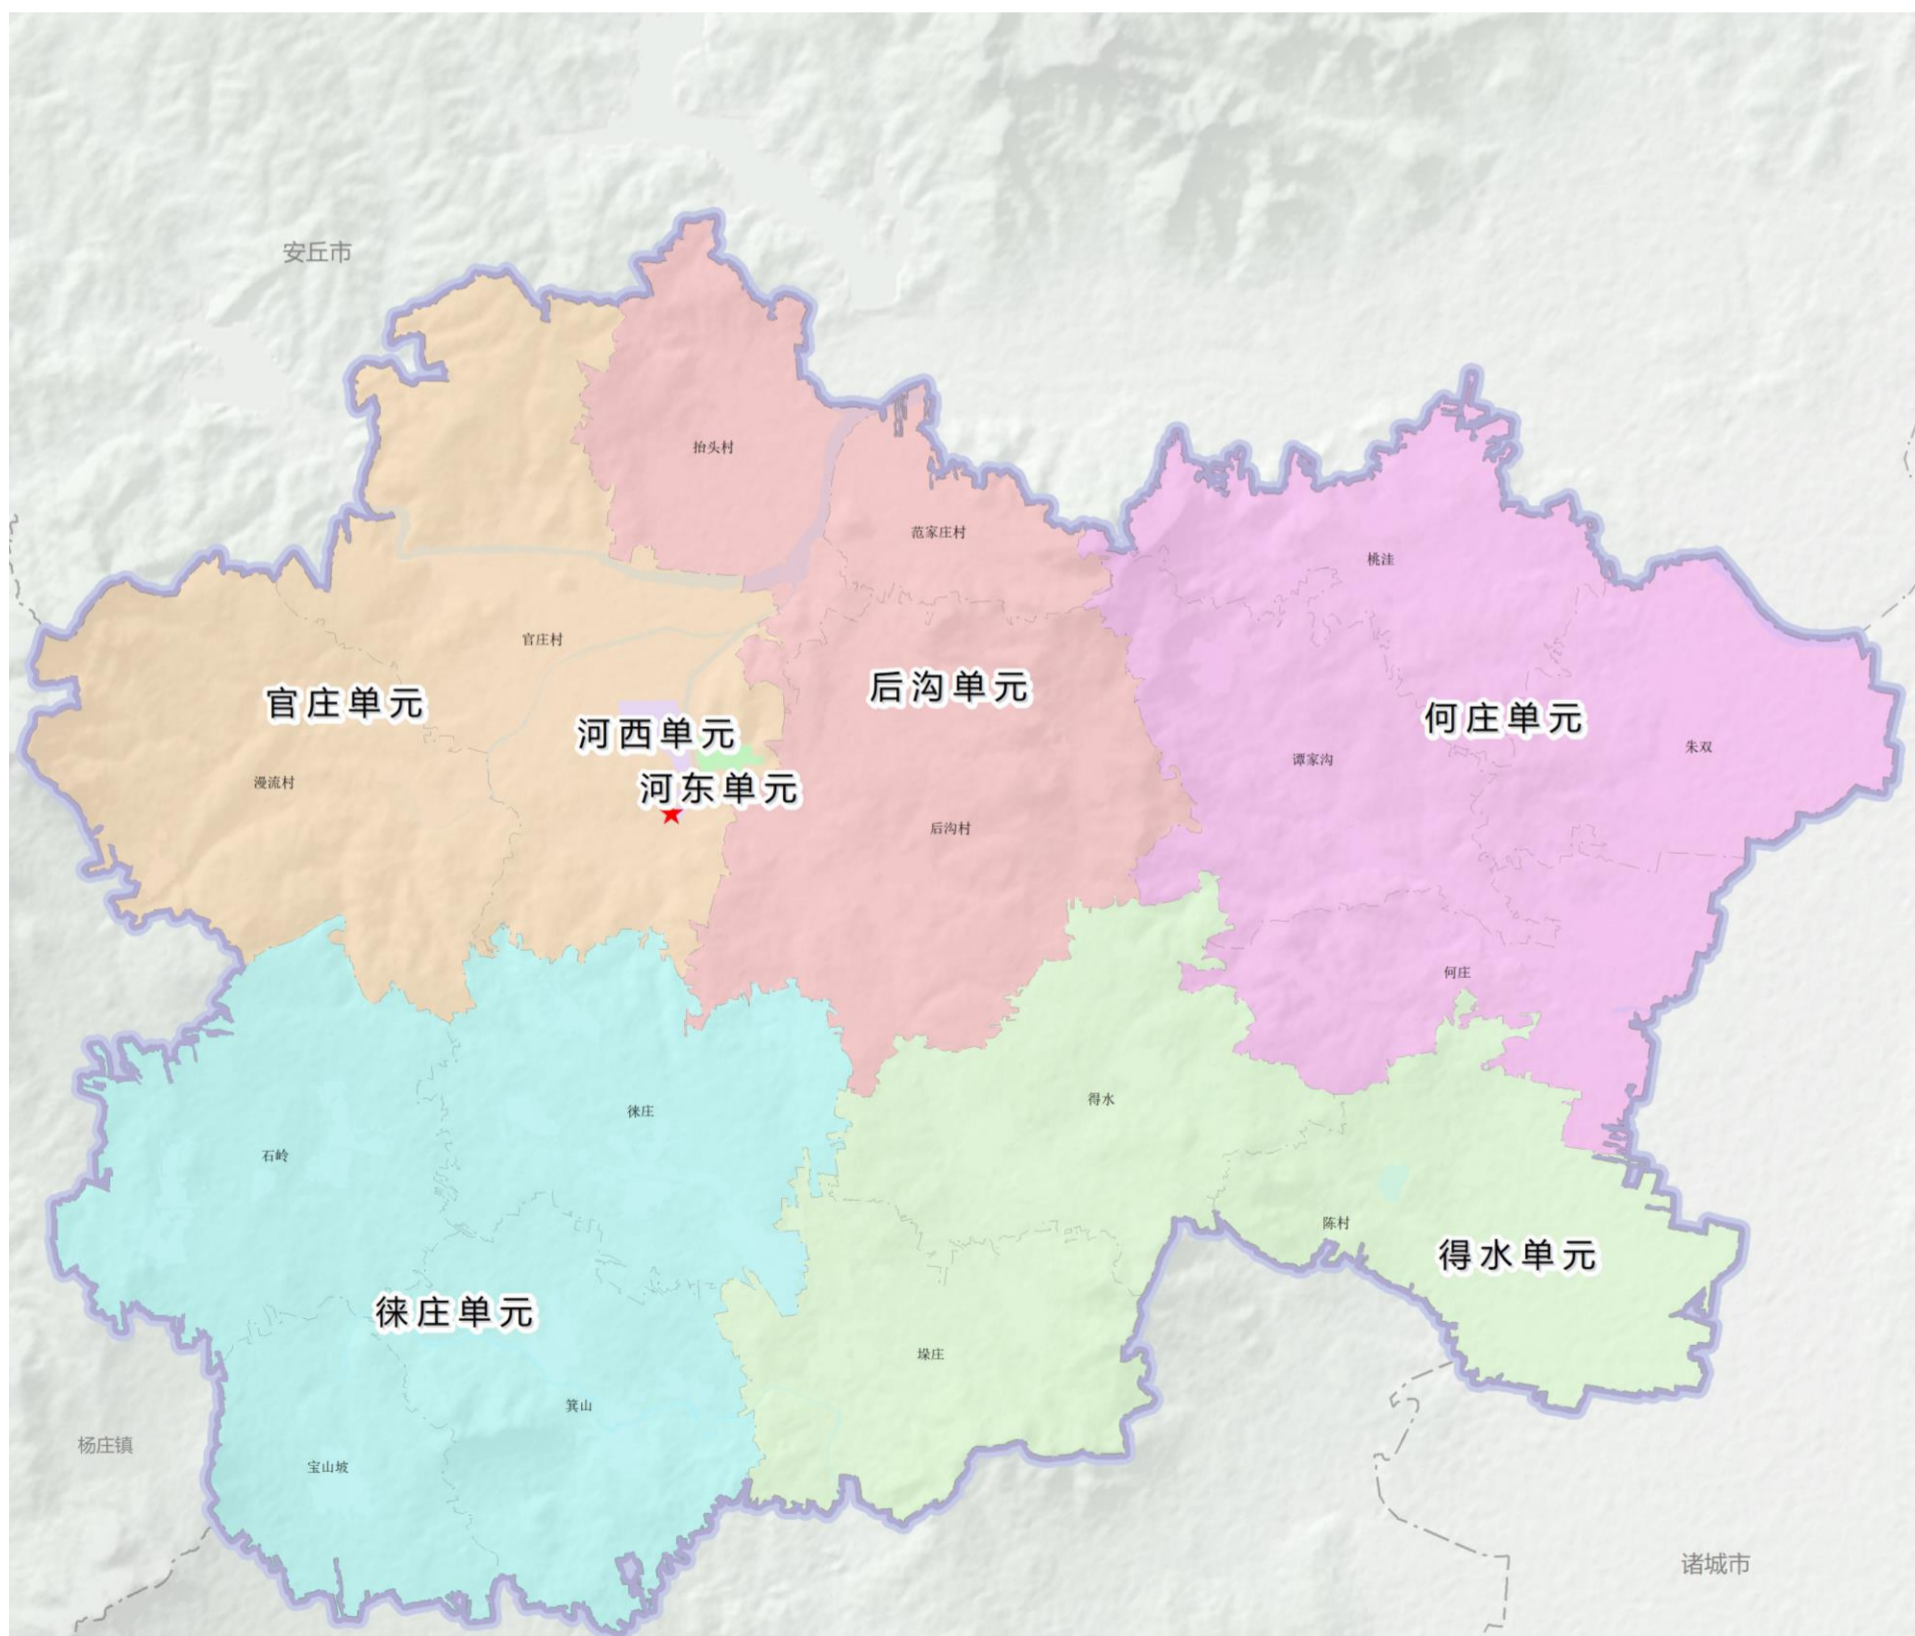 安丘市
抬头村
范家庄村
桃洼
官庄村
后沟单元
官庄单元
何庄单元
河西单元
朱双
谭家沟
漫流村
河东单元
后沟村
何庄
得水
徕庄
石岭
陈村
得水单元
徕庄单元
垛庄
箕山
杨庄镇
宝山坡
诸城市